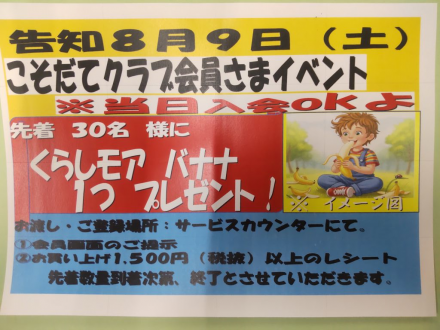 告知8月9日(土)
こそだてクラブ会員さまイベント
※当日入会okよ
先着 30名 様に
くらしモア バナナ
1つ プレゼント!
※ イメージ図
お渡し・ご登録場所:サービスカウンターにて。
①会員画面のご提示
②お買い上げ1,500円(税抜)以上のレシート
先着数量到着次第、終了とさせていただきます。